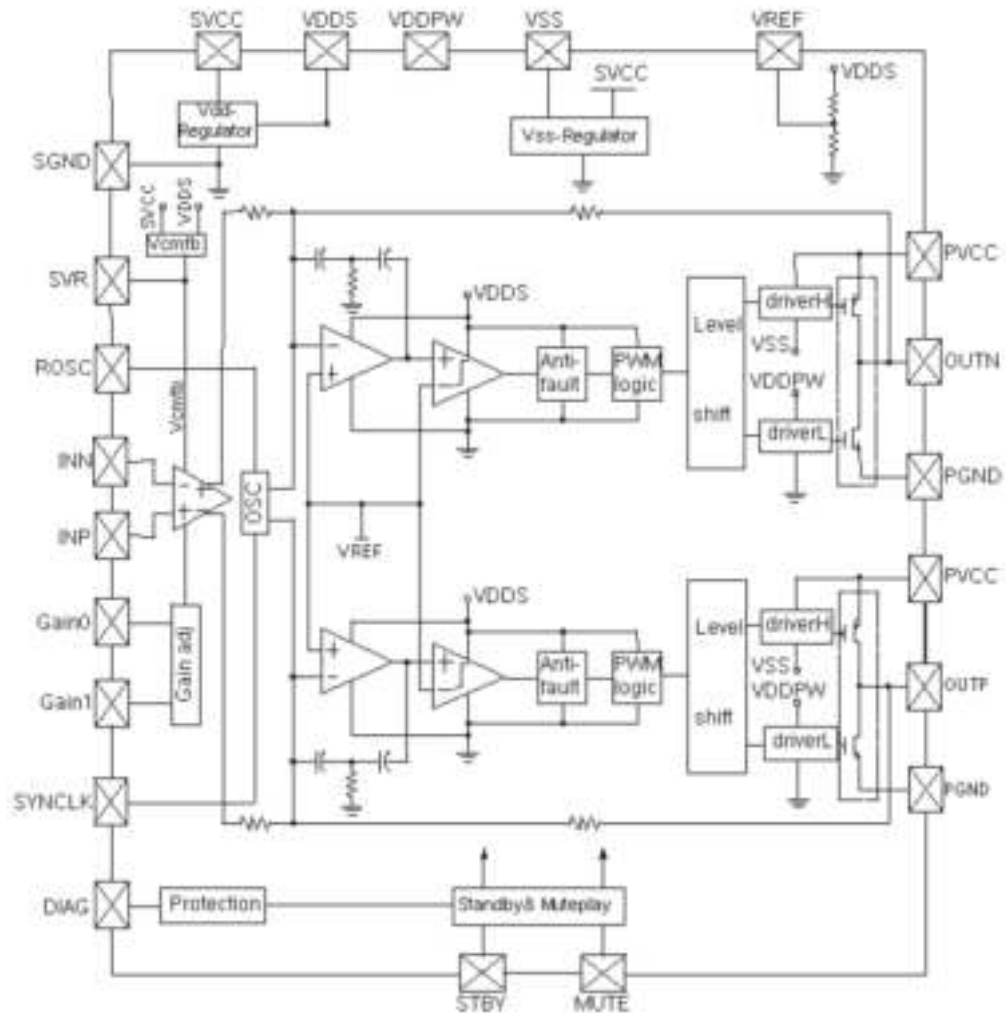 SVCC
VDDS
VDDPW
VSS
VREF
SVCC
VDDS
Vdd-
Regulator
Vss-Regulator
SGND
SVCC
VDDS
Vcmfb
SVR
PVCC
VDDS
driverH
Level
shift
ROSC
Anti-
fault
PWM
logic
VSS
OUTN
VDDPW
Vcmfb
driverL
INN
PGND
OSC
INP
VREF
PVCC
VDDS
Level
shift
driverH
Gain0
Gain adj
Anti-
fault
PWM
logic
VSS
VDDPW
OUTP
Gain1
driverL
SYNCLK
PGND
DIAG
Protection
Standby& Muteplay
STBY
MUTE